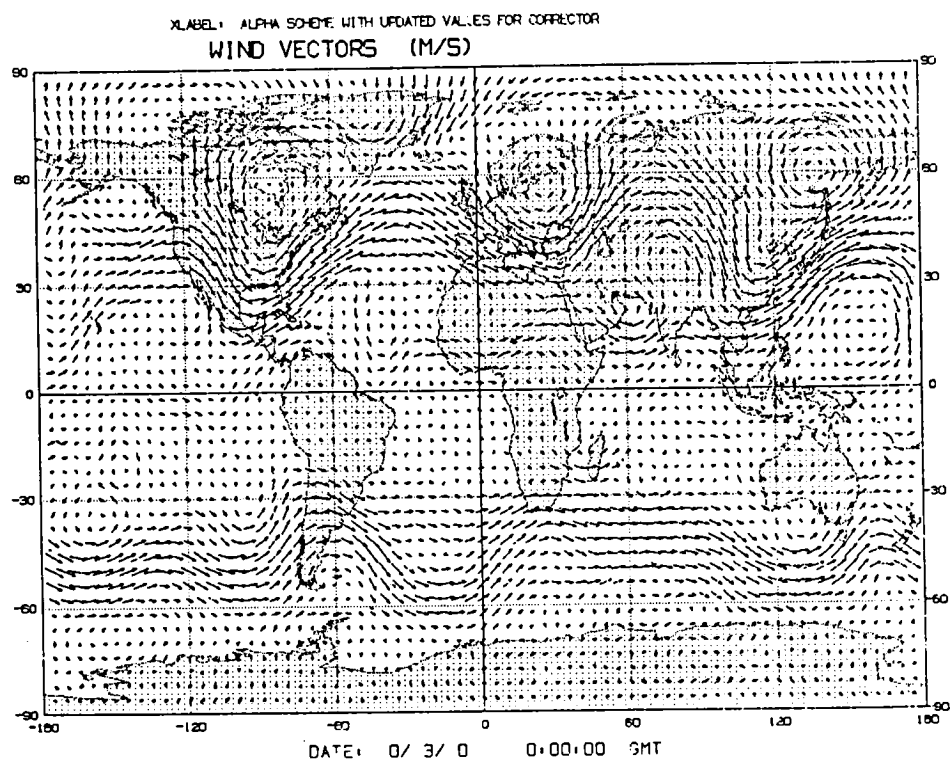 XLABEL: ALPHA SCHEME WITH UPDATED VALUES FOR CORRECTOR
WIND VECTORS (M/S)
90 90
60 60
30 30
0 0
-30 -30
-60 -60
-90 -90
-180 -120 -60 0 60 120 180
DATE: 0/ 3/ 0 0:00:00 GMT